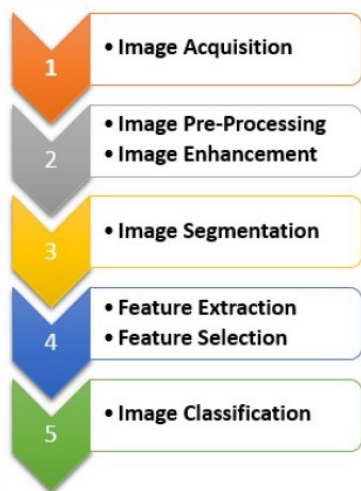 1
• Image Acquisition
2
• Image Pre-Processing
• Image Enhancement
3
• Image Segmentation
4
• Feature Extraction
• Feature Selection
5
• Image Classification